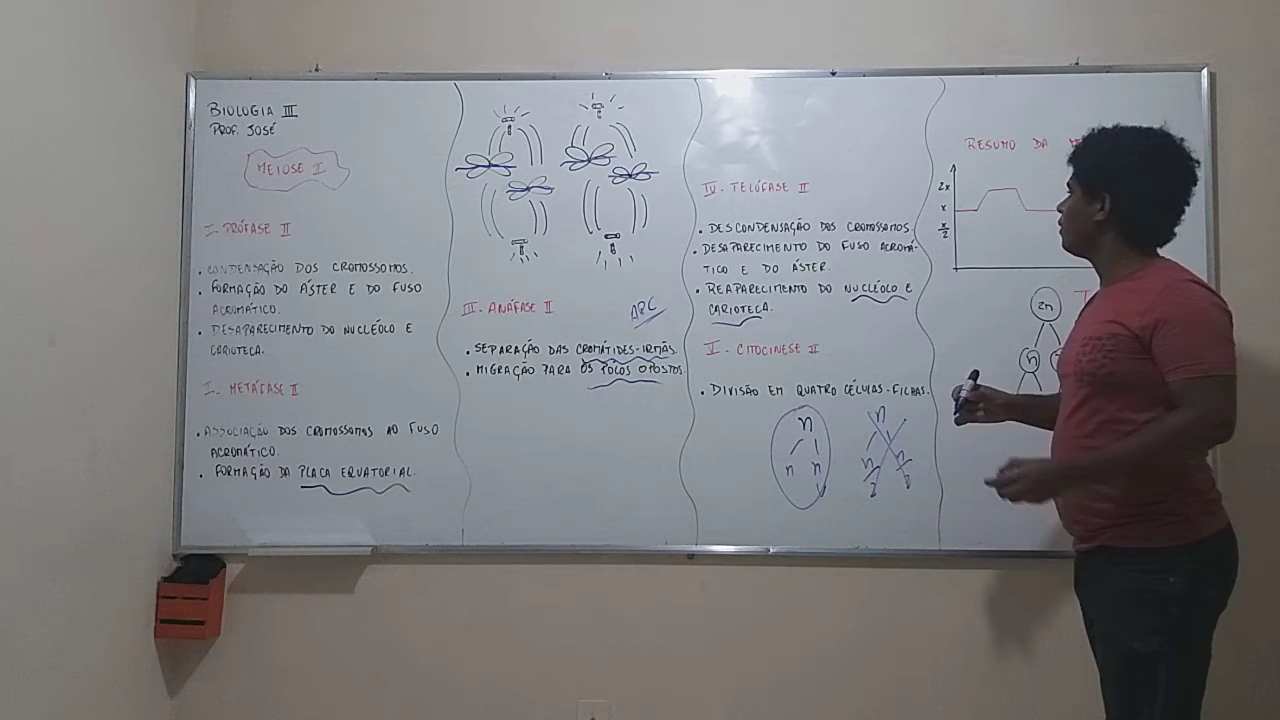 BIOLOGIA III
PROF. JOSÉ
MEIOSE II
I - PRÓFASE II
• CONDENSAÇÃO DOS CROMOSSOMOS.
• FORMAÇÃO DO ÁSTER E DO FUSO
ACROMÁTICO.
• DESAPARECIMENTO DO NUCLÉOLO E
CARIOTECA.
I - METÁFASE II
• ASSOCIAÇÃO DOS CROMOSSOMOS AO FUSO
ACROMÁTICO.
• FORMAÇÃO DA PLACA EQUATORIAL.
III - ANÁFASE II
ABC
• SEPARAÇÃO DAS CROMÁTIDES-IRMÃS.
• MIGRAÇÃO PARA OS POLOS OPOSTOS.
IV - TELÓFASE II
• DESCONDENSAÇÃO DOS CROMOSSOMOS.
• DESAPARECIMENTO DO FUSO ACROMÁ-
TICO E DO ÁSTER.
• REAPARECIMENTO DO NUCLÉOLO E
CARIOTECA.
V - CITOCINESE II
• DIVISÃO EM QUATRO CÉLULAS-FILHAS.
n
n n
n
n/2 n/2
RESUMO DA
2x
x
x/2
2n
n